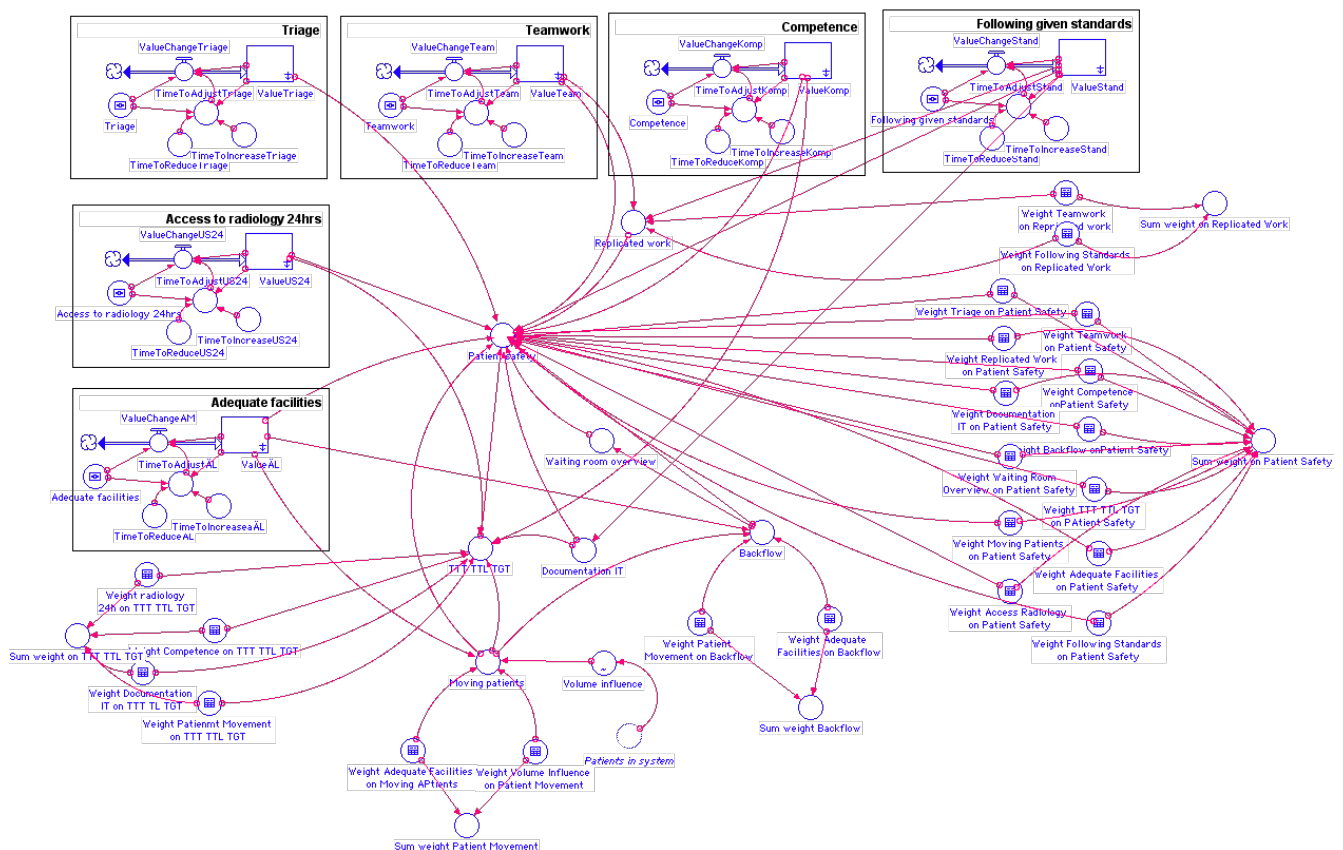 Triage
ValueChangeTriage
TimeToAdjustTriage
ValueTriage
Triage
TimeToIncreaseTriage
TimeToReduceTriage
Teamwork
ValueChangeTeam
TimeToAdjustTeam
ValueTeam
Teamwork
TimeToIncreaseTeam
TimeToReduceTeam
Competence
ValueChangeKomp
TimeToAdjustKomp
ValueKomp
Competence
TimeToIncreaseKomp
TimeToReduceKomp
Following given standards
ValueChangeStand
TimeToAdjustStand
ValueStand
Following given standards
TimeToIncreaseStand
TimeToReduceStand
Access to radiology 24hrs
ValueChangeUS24
TimeToAdjustUS24
ValueUS24
Access to radiology 24hrs
TimeToIncreaseUS24
TimeToReduceUS24
Adequate facilities
ValueChangeAM
TimeToAdjustÄL
ValueÄL
Adequate facilities
TimeToIncreaseaÄL
TimeToReduceÄL
Replicated work
Weight Teamwork
on Replicated work
Sum weight on Replicated Work
Weight Following Standards
on Replicated Work
Patient Safety
Weight Triage on Patient Safety
Weight Teamwork
on Patient Safety
Weight Replicated Work
on Patient Safety
Weight Competence
onPatient Safety
Weight Documentation
IT on Patient Safety
ght Backflow onPatient Safety
Sum weight on Patient Safety
Weight Waiting Room
Overview on Patient Safety
Weight TTT TTL TGT
on PAtient Safety
Weight Moving Patients
on Patient Safety
Weight Adequate Facilities
on Patient Safety
Weight Access Radiology
on Patient Safety
Weight Following Standards
on Patient Safety
Waiting room overview
Backflow
Documentation IT
TTT TTL TGT
Weight radiology
24h on TTT TTL TGT
Sum weight on TTT TTL TGT
Weight Competence on TTT TTL TGT
Weight Documentation
IT on TTT TL TGT
Weight Patienmt Movement
on TTT TTL TGT
Moving patients
Volume influence
Patients in system
Weight Patient
Movement on Backflow
Weight Adequate
Facilities on Backflow
Sum weight Backflow
Weight Adequate Facilities
on Moving APtients
Weight Volume Influence
on Patient Movement
Sum weight Patient Movement